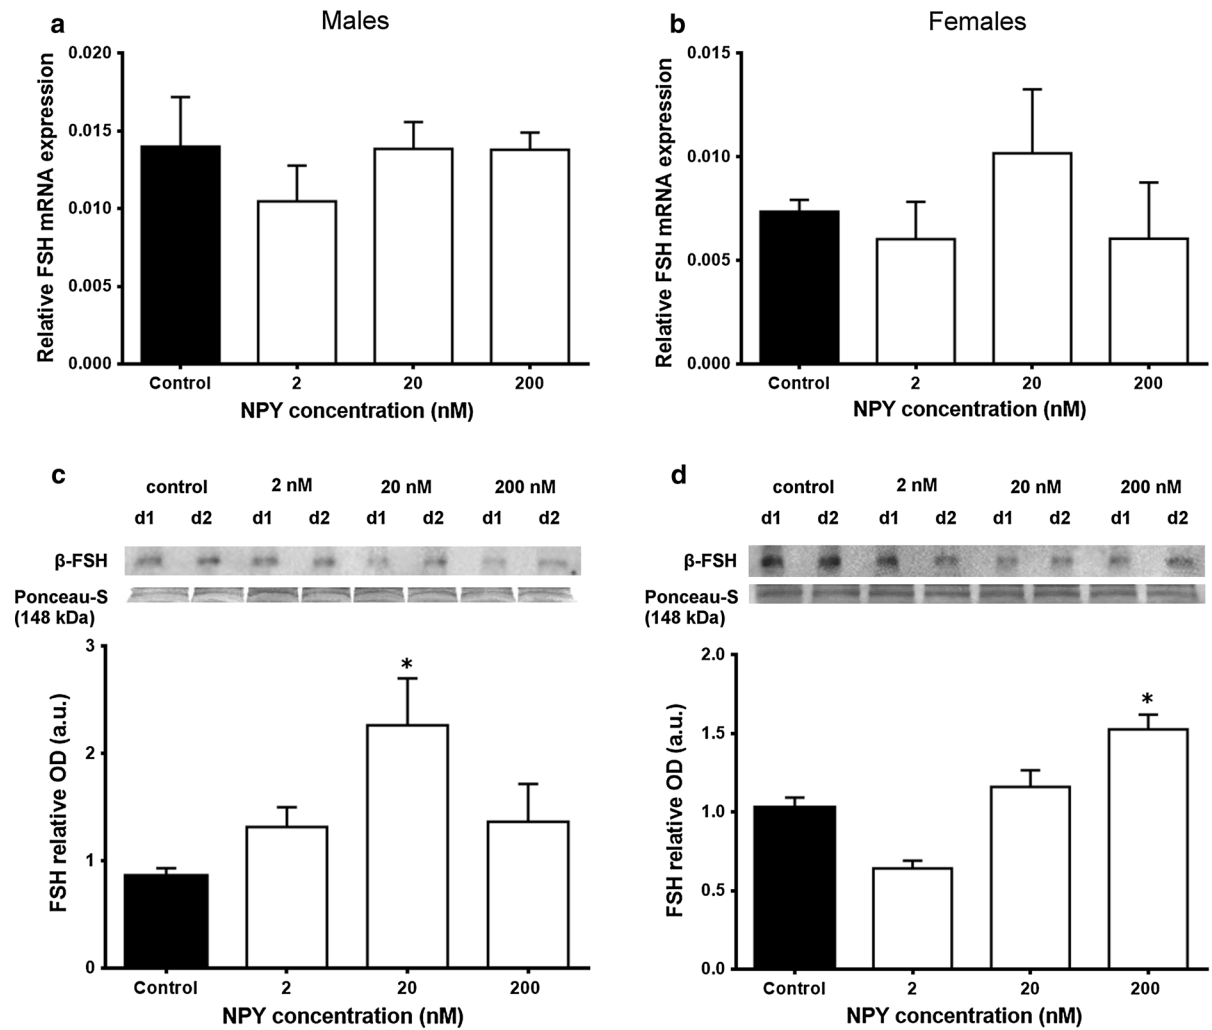 a Males
Relative FSH mRNA expression
0.020
0.015
0.010
0.005
0.000
Control 2 20 200
NPY concentration (nM)
b Females
Relative FSH mRNA expression
0.015
0.010
0.005
0.000
Control 2 20 200
NPY concentration (nM)
c
control 2 nM 20 nM 200 nM
d1 d2 d1 d2 d1 d2 d1 d2
β-FSH
Ponceau-S
(148 kDa)
FSH relative OD (a.u.)
3
2
1
0
*
Control 2 20 200
NPY concentration (nM)
d
control 2 nM 20 nM 200 nM
d1 d2 d1 d2 d1 d2 d1 d2
β-FSH
Ponceau-S
(148 kDa)
FSH relative OD (a.u.)
2.0
1.5
1.0
0.5
0.0
*
Control 2 20 200
NPY concentration (nM)